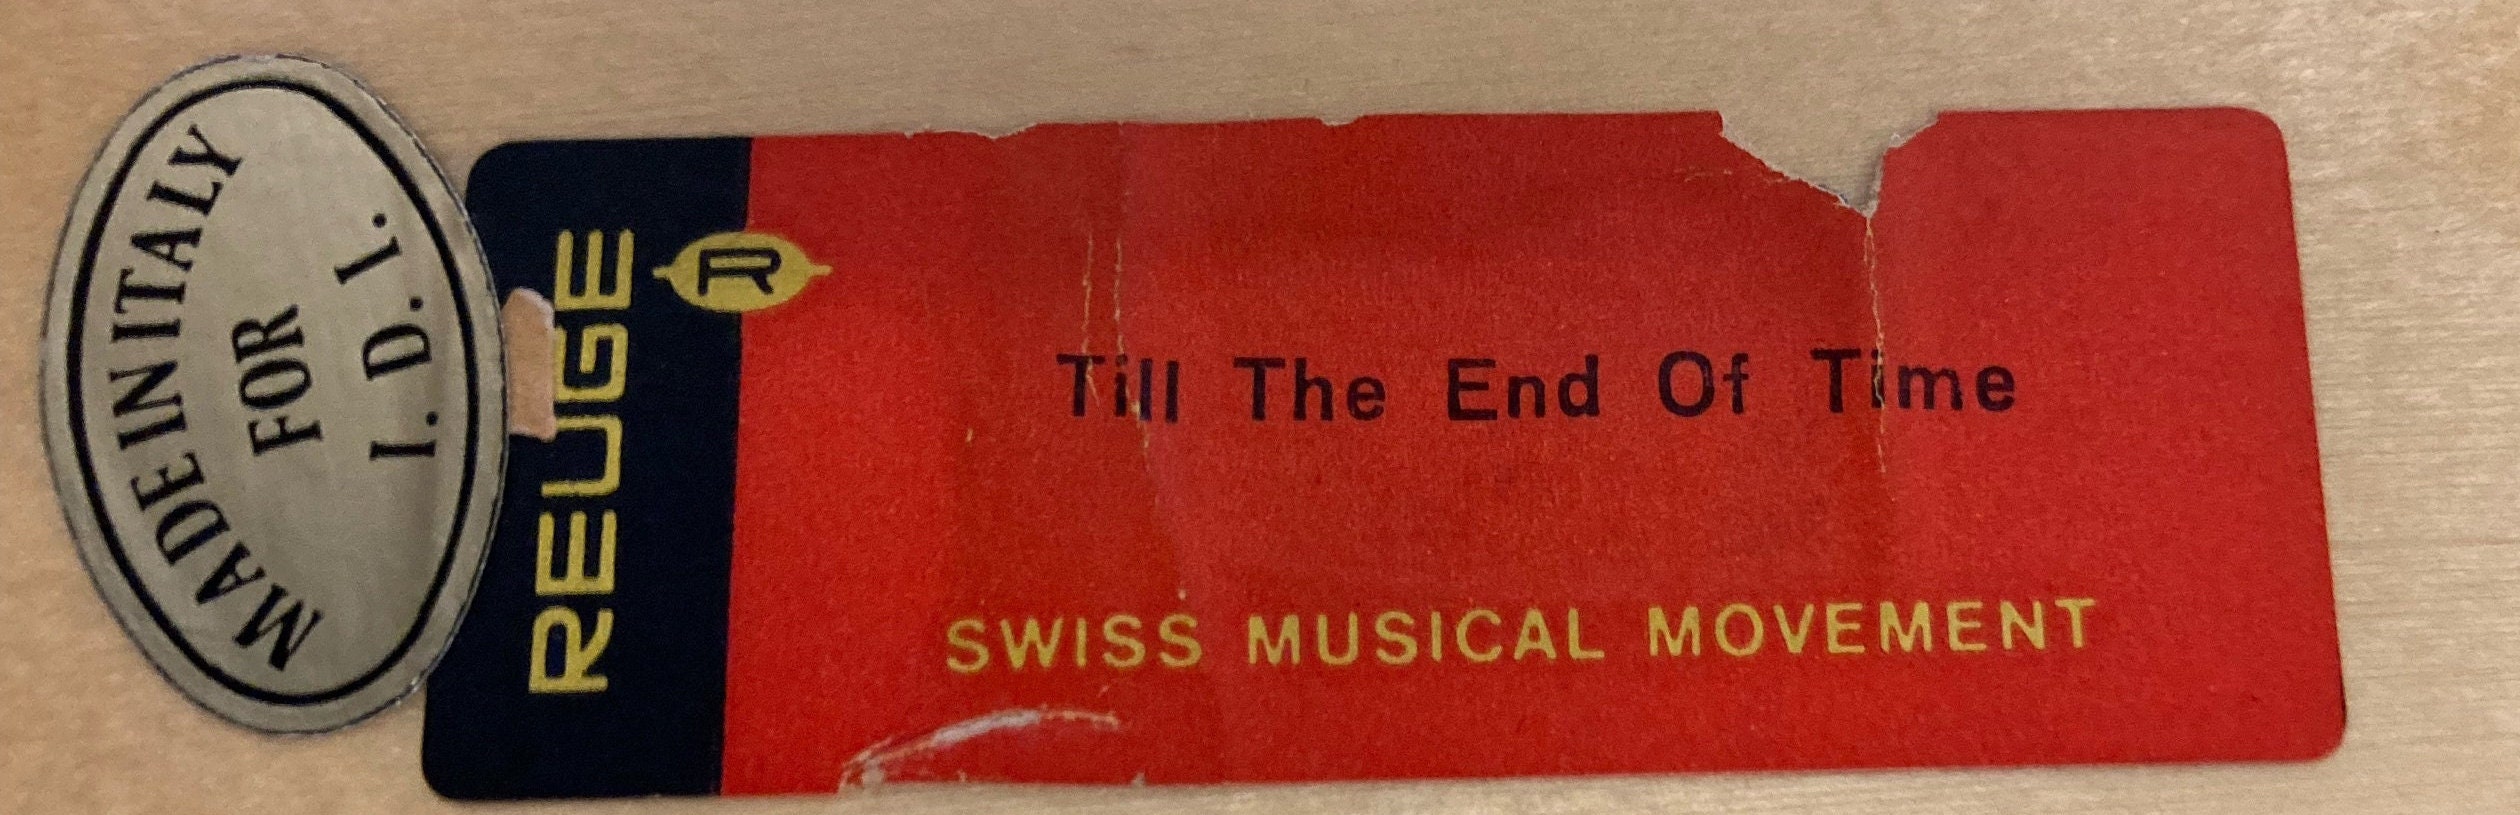 MADE IN ITALY
FOR
I. D. I.
REUGE
R
Till The End Of Time
SWISS MUSICAL MOVEMENT